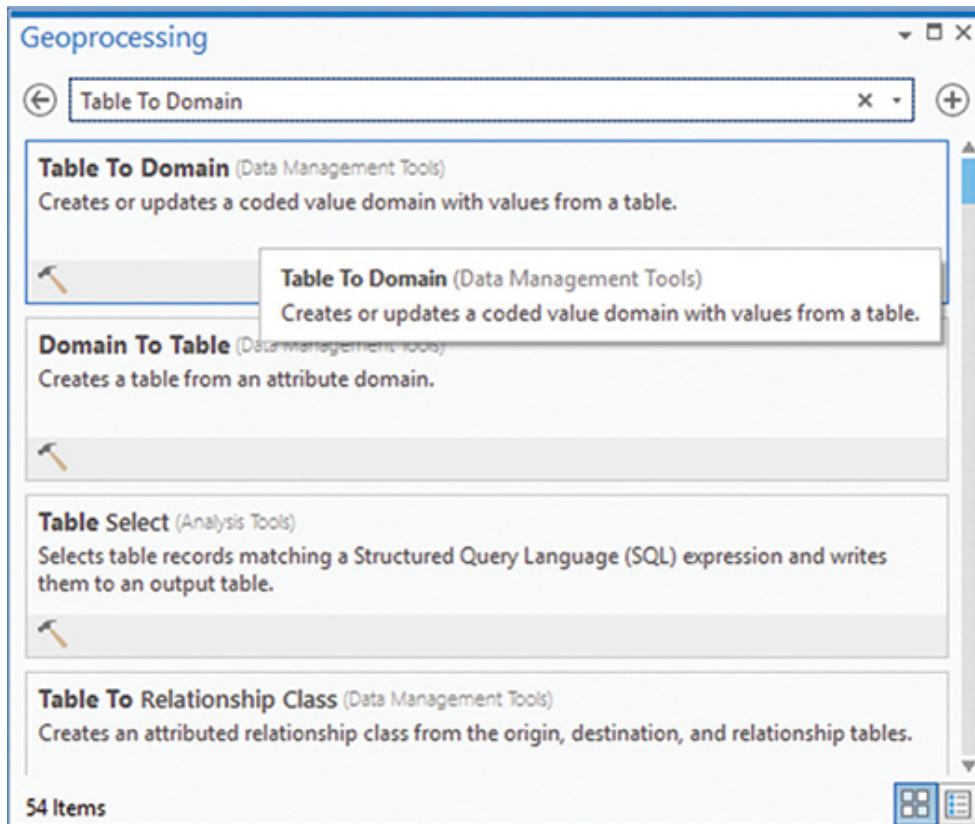 Geoprocessing
Table To Domain
Table To Domain (Data Management Tools)
Creates or updates a coded value domain with values from a table.
Table To Domain (Data Management Tools)
Creates or updates a coded value domain with values from a table.
Domain To Table (Data Management Tools)
Creates a table from an attribute domain.
Table Select (Analysis Tools)
Selects table records matching a Structured Query Language (SQL) expression and writes
them to an output table.
Table To Relationship Class (Data Management Tools)
Creates an attributed relationship class from the origin, destination, and relationship tables.
54 Items